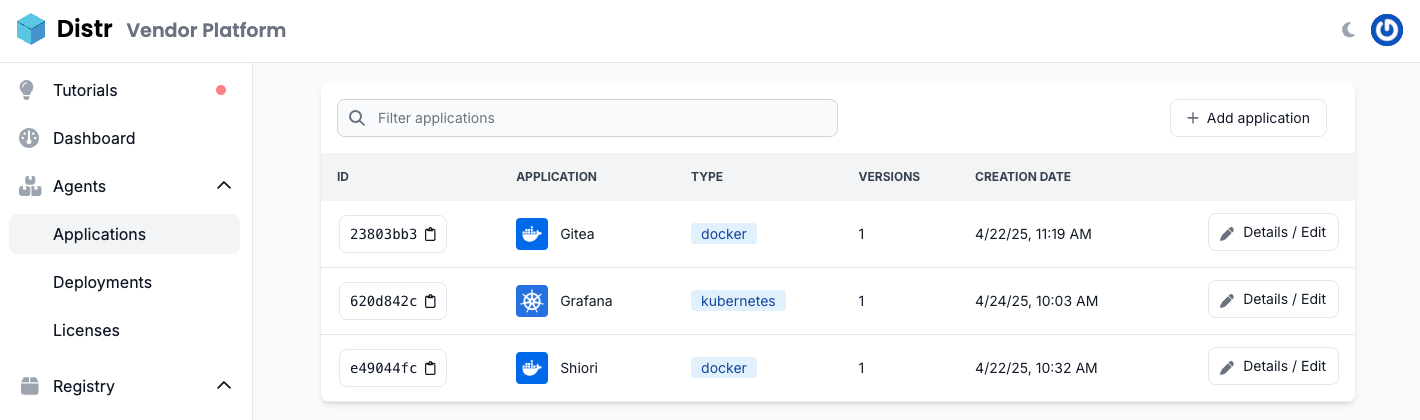 Distr Vendor Platform
Tutorials
Dashboard
Agents
Applications
Deployments
Licenses
Registry
Filter applications
Add application
ID APPLICATION TYPE VERSIONS CREATION DATE
23803bb3 Gitea docker 1 4/22/25, 11:19 AM Details / Edit
620d842c Grafana kubernetes 1 4/24/25, 10:03 AM Details / Edit
e49044fc Shiori docker 1 4/22/25, 10:32 AM Details / Edit